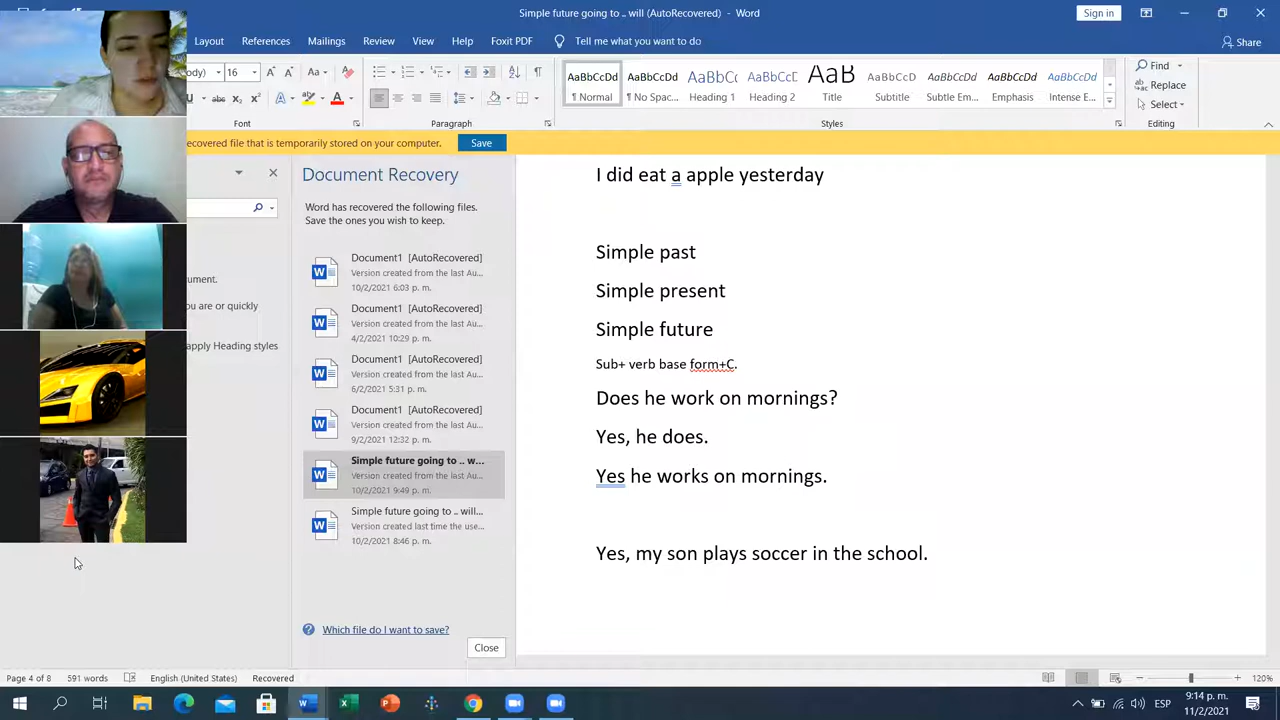 Simple future going to .. will (AutoRecovered) - Word
Sign in
Layout References Mailings Review View Help Foxit PDF Tell me what you want to do
Share
16
Aa
AaBbCcDd AaBbCcDd AaBbC AaBbCcD AaB AaBbCcD AaBbCcDd AaBbCcDd AaBbCcDd
¶ Normal ¶ No Spac... Heading 1 Heading 2 Title Subtitle Subtle Em... Emphasis Intense E...
Find
Replace
Select
Font Paragraph Styles Editing
ecovered file that is temporarily stored on your computer.
Save
cument.
ou are or quickly
apply Heading styles
Document Recovery
Word has recovered the following files.
Save the ones you wish to keep.
Document1 [AutoRecovered]
Version created from the last Au...
10/2/2021 6:03 p. m.
Document1 [AutoRecovered]
Version created from the last Au...
4/2/2021 10:29 p. m.
Document1 [AutoRecovered]
Version created from the last Au...
6/2/2021 5:31 p. m.
Document1 [AutoRecovered]
Version created from the last Au...
9/2/2021 12:32 p. m.
Simple future going to .. w...
Version created from the last Au...
10/2/2021 9:49 p. m.
Simple future going to .. will...
Version created last time the use...
10/2/2021 8:46 p. m.
Which file do I want to save?
Close
I did eat a apple yesterday
Simple past
Simple present
Simple future
Sub+ verb base form+C.
Does he work on mornings?
Yes, he does.
Yes he works on mornings.
Yes, my son plays soccer in the school.
Page 4 of 8 591 words English (United States) Recovered
120%
ESP
9:14 p. m.
11/2/2021